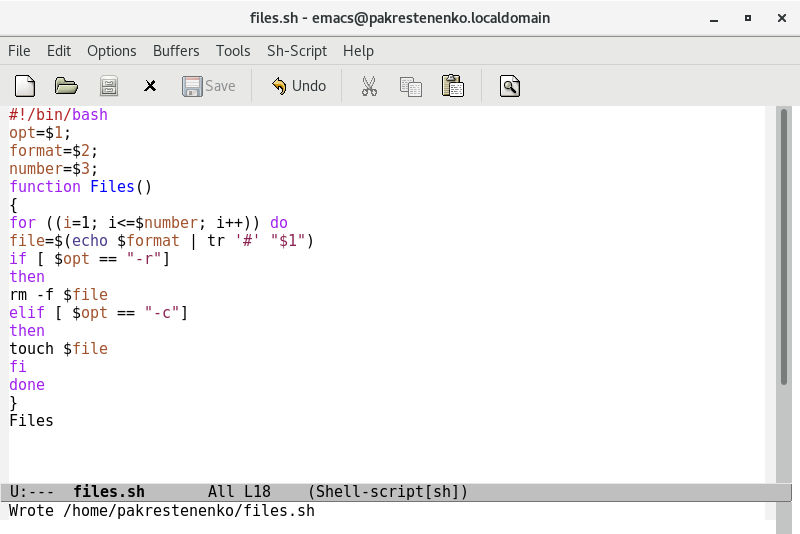 files.sh - emacs@pakrestenenko.localdomain
File Edit Options Buffers Tools Sh-Script Help
Save Undo
#!/bin/bash
opt=$1;
format=$2;
number=$3;
function Files()
{
for ((i=1; i<=$number; i++)) do
file=$(echo $format | tr '#' "$1")
if [ $opt == "-r"]
then
rm -f $file
elif [ $opt == "-c"]
then
touch $file
fi
done
}
Files
U:--- files.sh All L18 (Shell-script[sh])
Wrote /home/pakrestenenko/files.sh